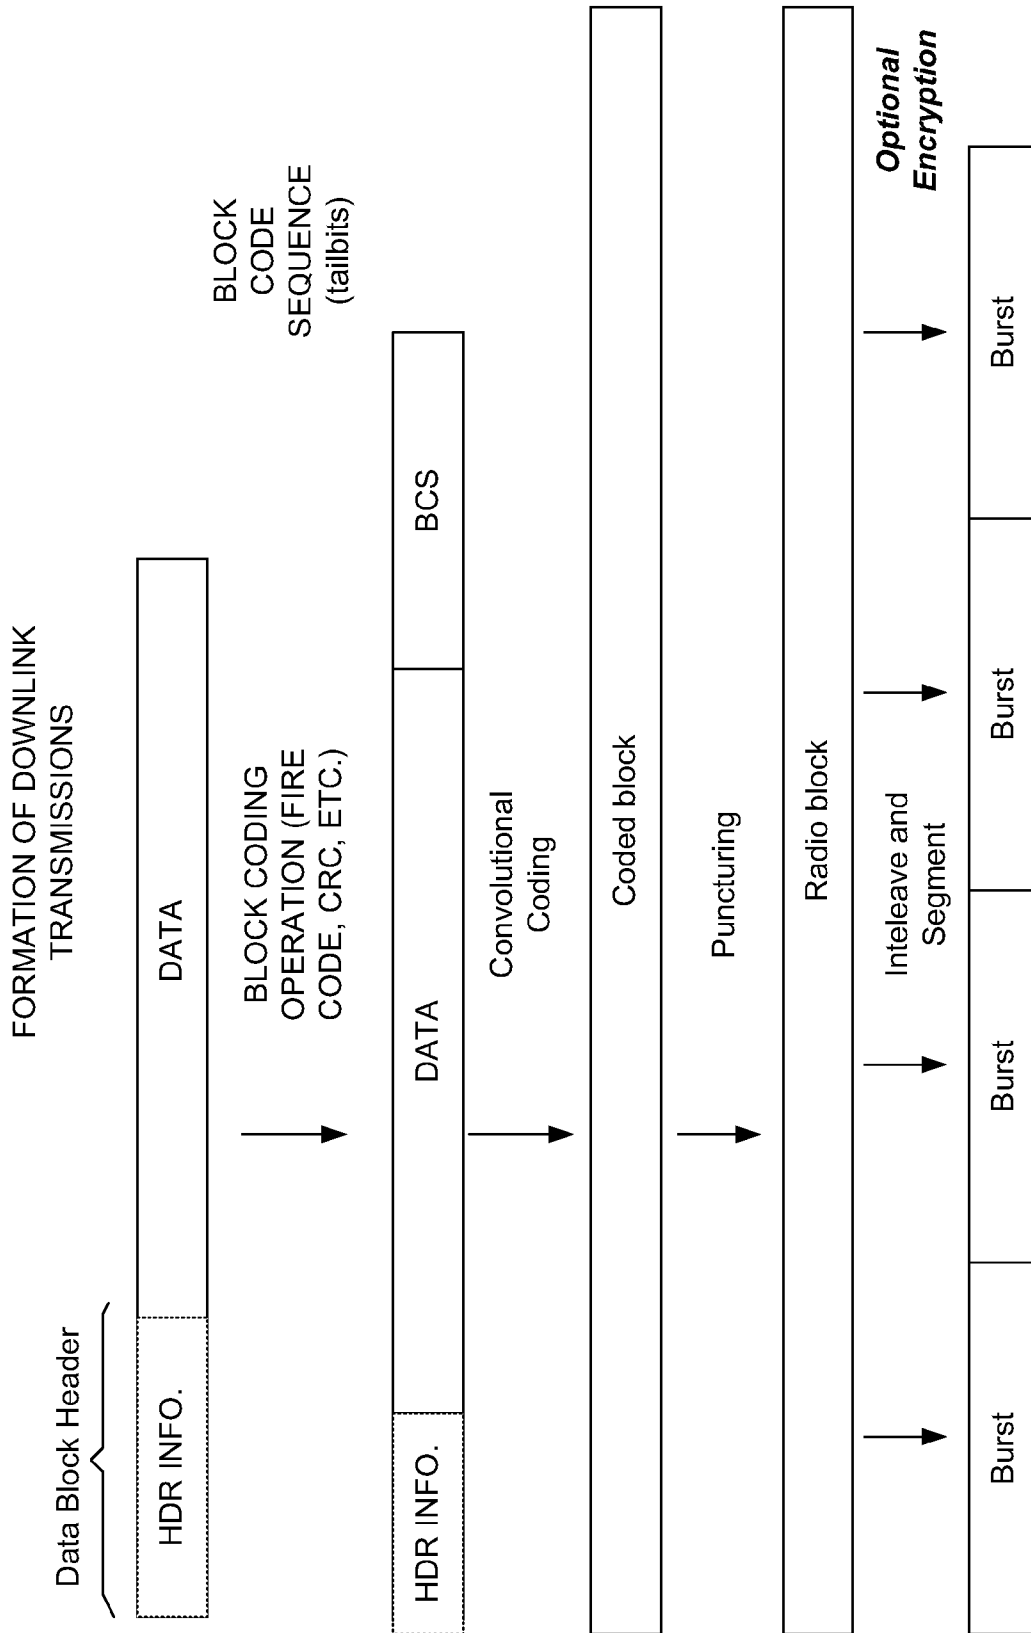 FORMATION OF DOWNLINK
TRANSMISSIONS
Data Block Header
HDR INFO.
DATA
BLOCK CODING
OPERATION (FIRE
CODE, CRC, ETC.)
BLOCK
CODE
SEQUENCE
(tailbits)
HDR INFO.
DATA
BCS
Convolutional
Coding
Coded block
Puncturing
Radio block
Inteleave and
Segment
Optional
Encryption
Burst
Burst
Burst
Burst